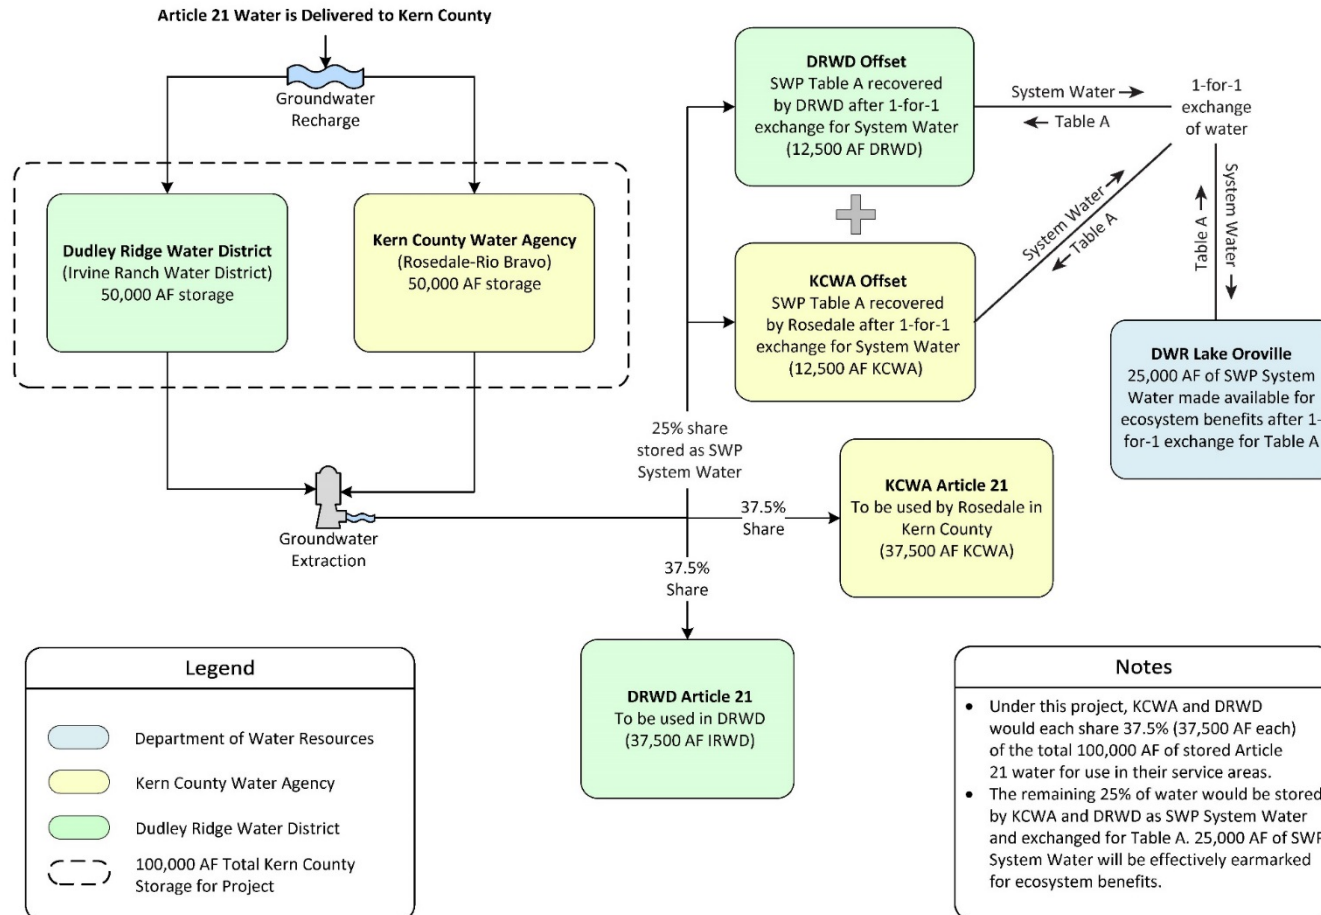 Article 21 Water is Delivered to Kern County
Groundwater
Recharge
Dudley Ridge Water District
(Irvine Ranch Water District)
50,000 AF storage
Kern County Water Agency
(Rosedale-Rio Bravo)
50,000 AF storage
Groundwater
Extraction
25% share
stored as SWP
System Water
37.5%
Share
37.5%
Share
DRWD Offset
SWP Table A recovered
by DRWD after 1-for-1
exchange for System Water
(12,500 AF DRWD)
KCWA Offset
SWP Table A recovered
by Rosedale after 1-for-1
exchange for System Water
(12,500 AF KCWA)
System Water
Table A
1-for-1
exchange
of water
System Water
Table A
Table A
System Water
DWR Lake Oroville
25,000 AF of SWP System
Water made available for
ecosystem benefits after 1-
for-1 exchange for Table A
KCWA Article 21
To be used by Rosedale in
Kern County
(37,500 AF KCWA)
DRWD Article 21
To be used in DRWD
(37,500 AF IRWD)
Legend
Department of Water Resources
Kern County Water Agency
Dudley Ridge Water District
100,000 AF Total Kern County
Storage for Project
Notes
• Under this project, KCWA and DRWD
would each share 37.5% (37,500 AF each)
of the total 100,000 AF of stored Article
21 water for use in their service areas.
• The remaining 25% of water would be stored
by KCWA and DRWD as SWP System Water
and exchanged for Table A. 25,000 AF of SWP
System Water will be effectively earmarked
for ecosystem benefits.